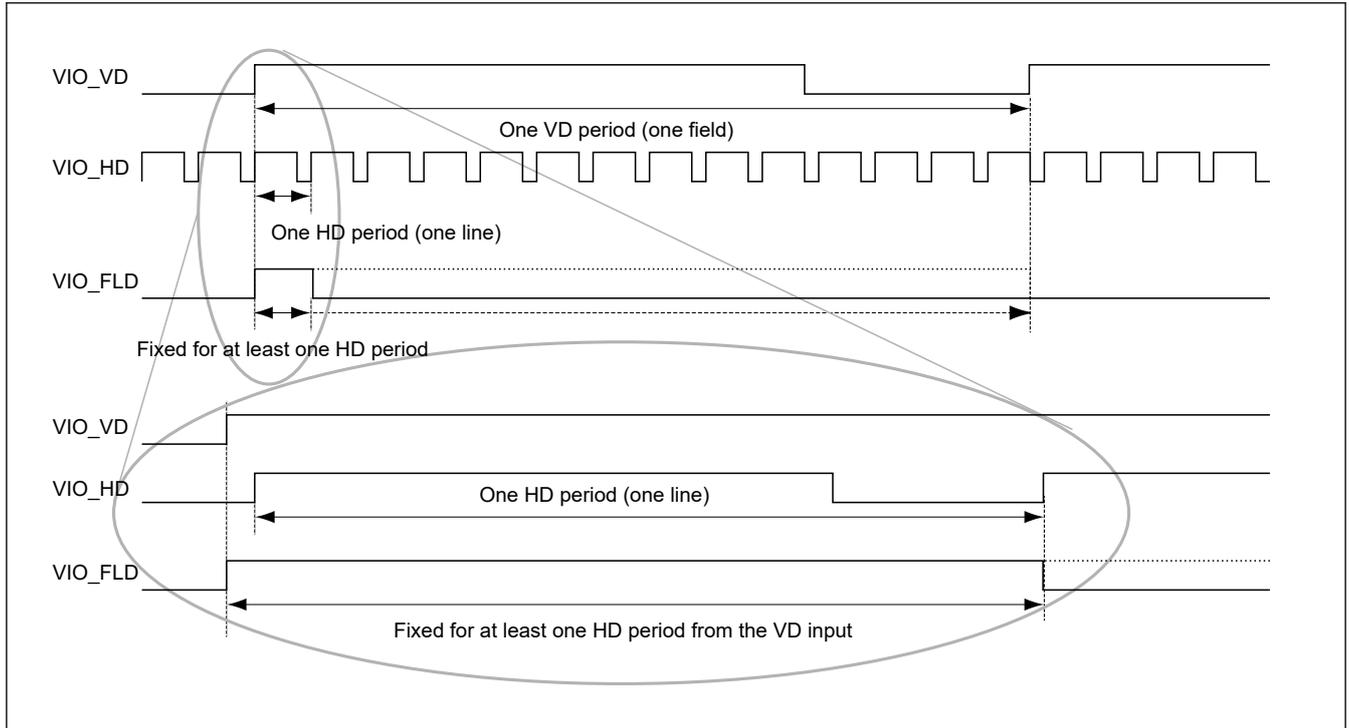 VIO_VD
One VD period (one field)
VIO_HD
One HD period (one line)
VIO_FLD
Fixed for at least one HD period
VIO_VD
VIO_HD
One HD period (one line)
VIO_FLD
Fixed for at least one HD period from the VD input